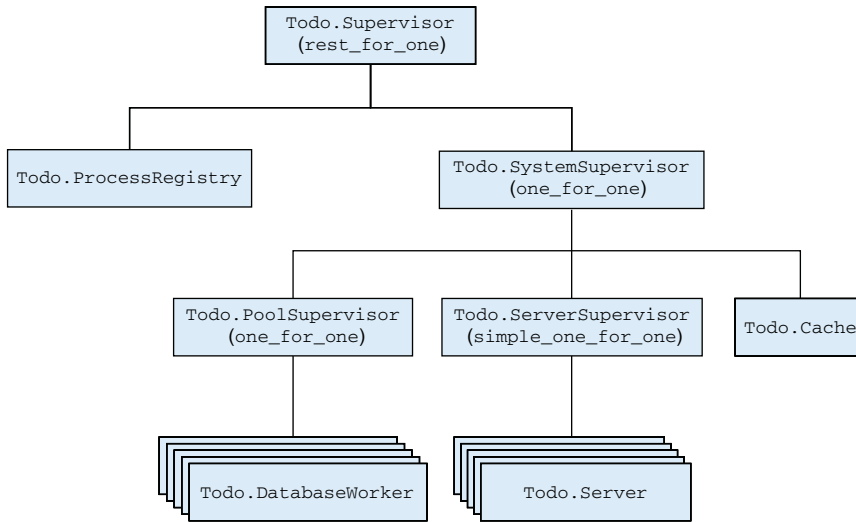 Todo.Supervisor
(rest_for_one)
Todo.ProcessRegistry
Todo.SystemSupervisor
(one_for_one)
Todo.PoolSupervisor
(one_for_one)
Todo.ServerSupervisor
(simple_one_for_one)
Todo.Cache
Todo.DatabaseWorker
Todo.Server